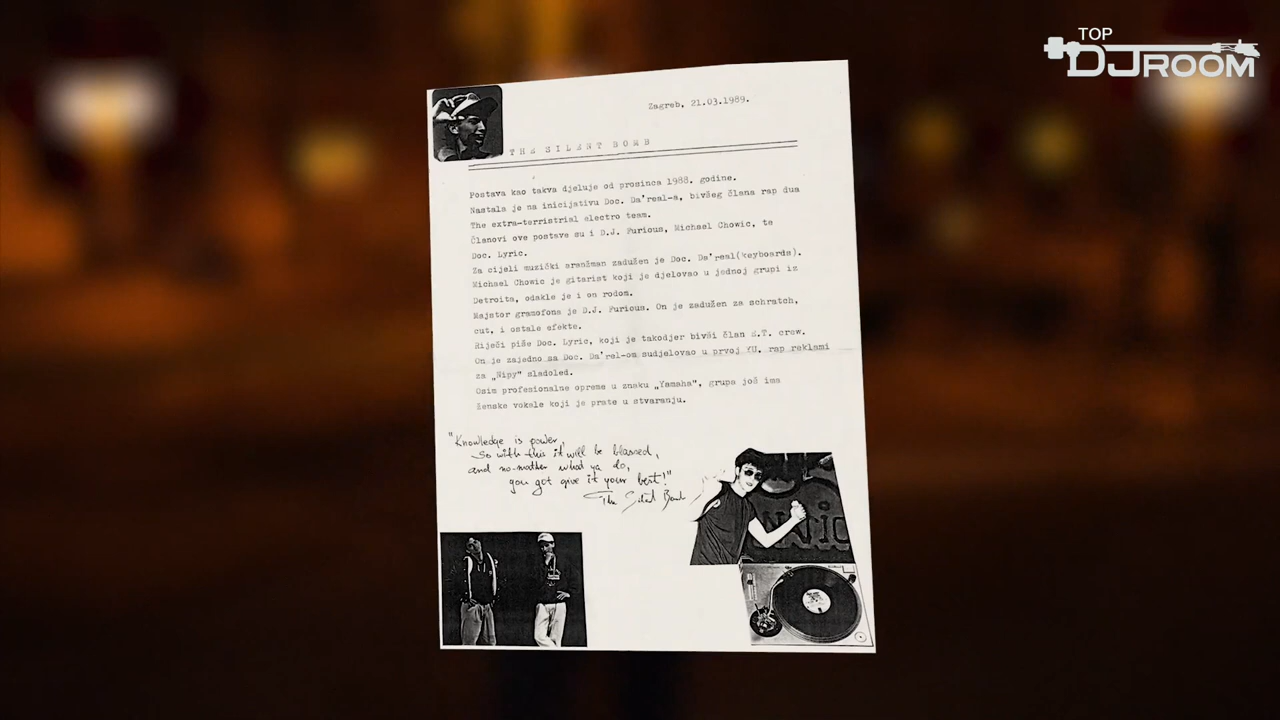 TOP
DJROOM
Zagreb, 21.03.1989.
THE SILENT BOMB
Postava kao takva djeluje od prosinca 1988. godine.
Nastala je na inicijativu Doc. Da'real-a, bivšeg člana rap dua
The extra-terristrial electro team.
Članovi ove postave su i D.J. Furious, Michael Chowic, te
Doc. Lyric.
Za cijeli muzički aranžman zadužen je Doc. Da'real(keyboards).
Michael Chowic je gitarist koji je djelovao u jednoj grupi iz
Detroita, odakle je i on rodom.
Majstor gramofona je D.J. Furious. On je zadužen za schratch,
cut, i ostale efekte.
Riječi piše Doc. Lyric, koji je takodjer bivši član E.T. crew.
On je zajedno sa Doc. Da'rel-om sudjelovao u prvoj YU. rap reklami
za „Nipy" sladoled.
Osim profesionalne opreme u znaku „Yamaha", grupa još ima
ženske vokale koji je prate u stvaranju.
"Knowledge is power,
So with this it will be blassed,
and no-mather what ya do,
you got give it your best!"
The Silent Bomb
NATIC